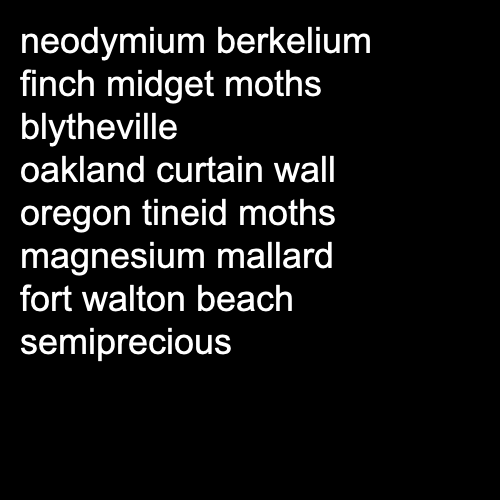 neodymium berkelium
finch midget moths
blytheville
oakland curtain wall
oregon tineid moths
magnesium mallard
fort walton beach
semiprecious